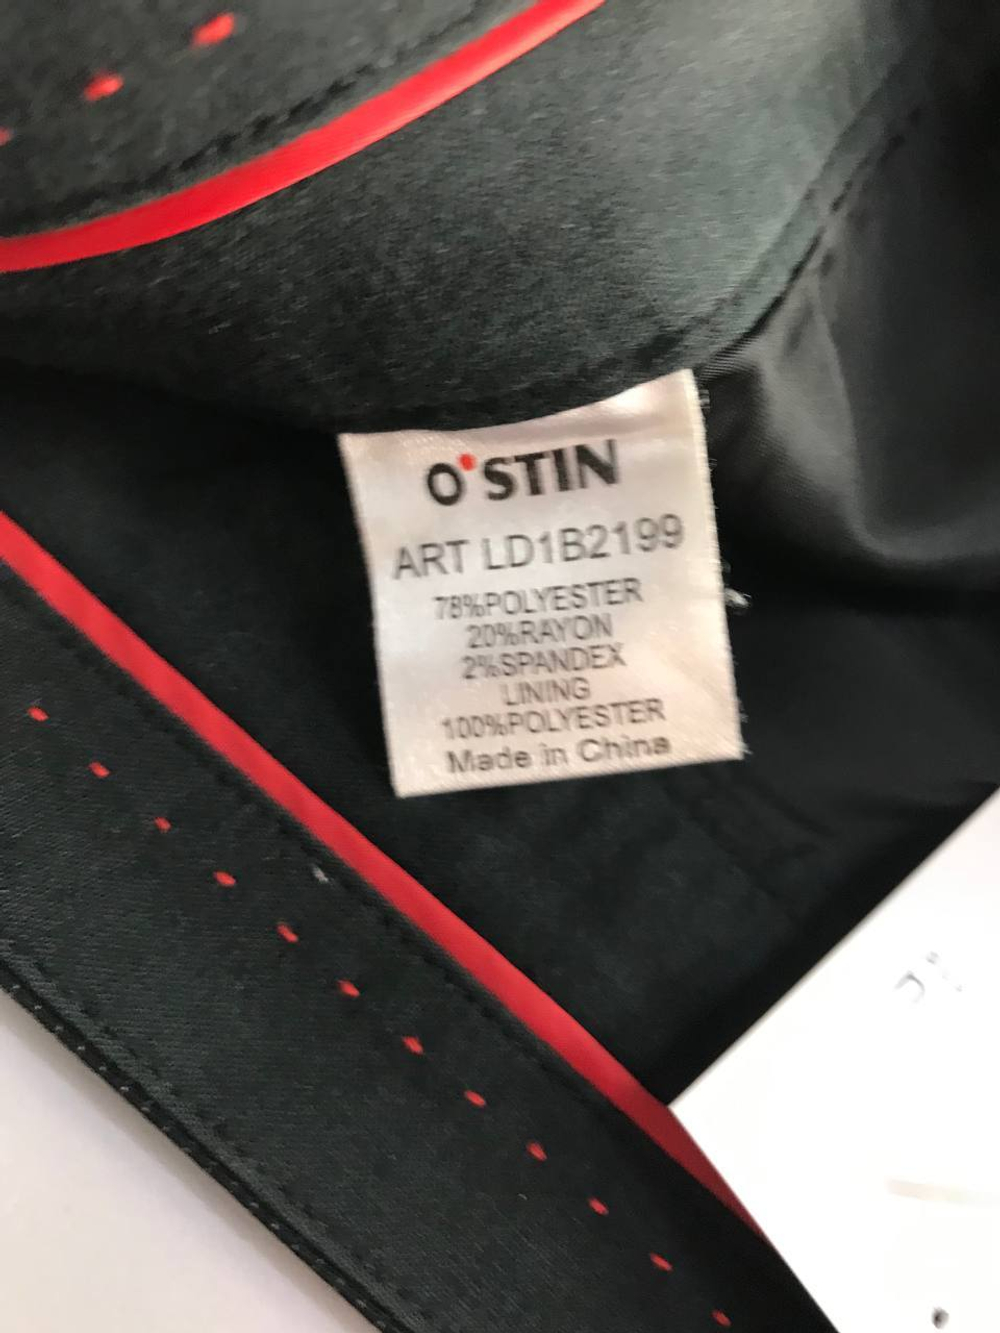 O'STIN
ART LD1B2199
78%POLYESTER
20%RAYON
2%SPANDEX
LINING
100%POLYESTER
Made in China